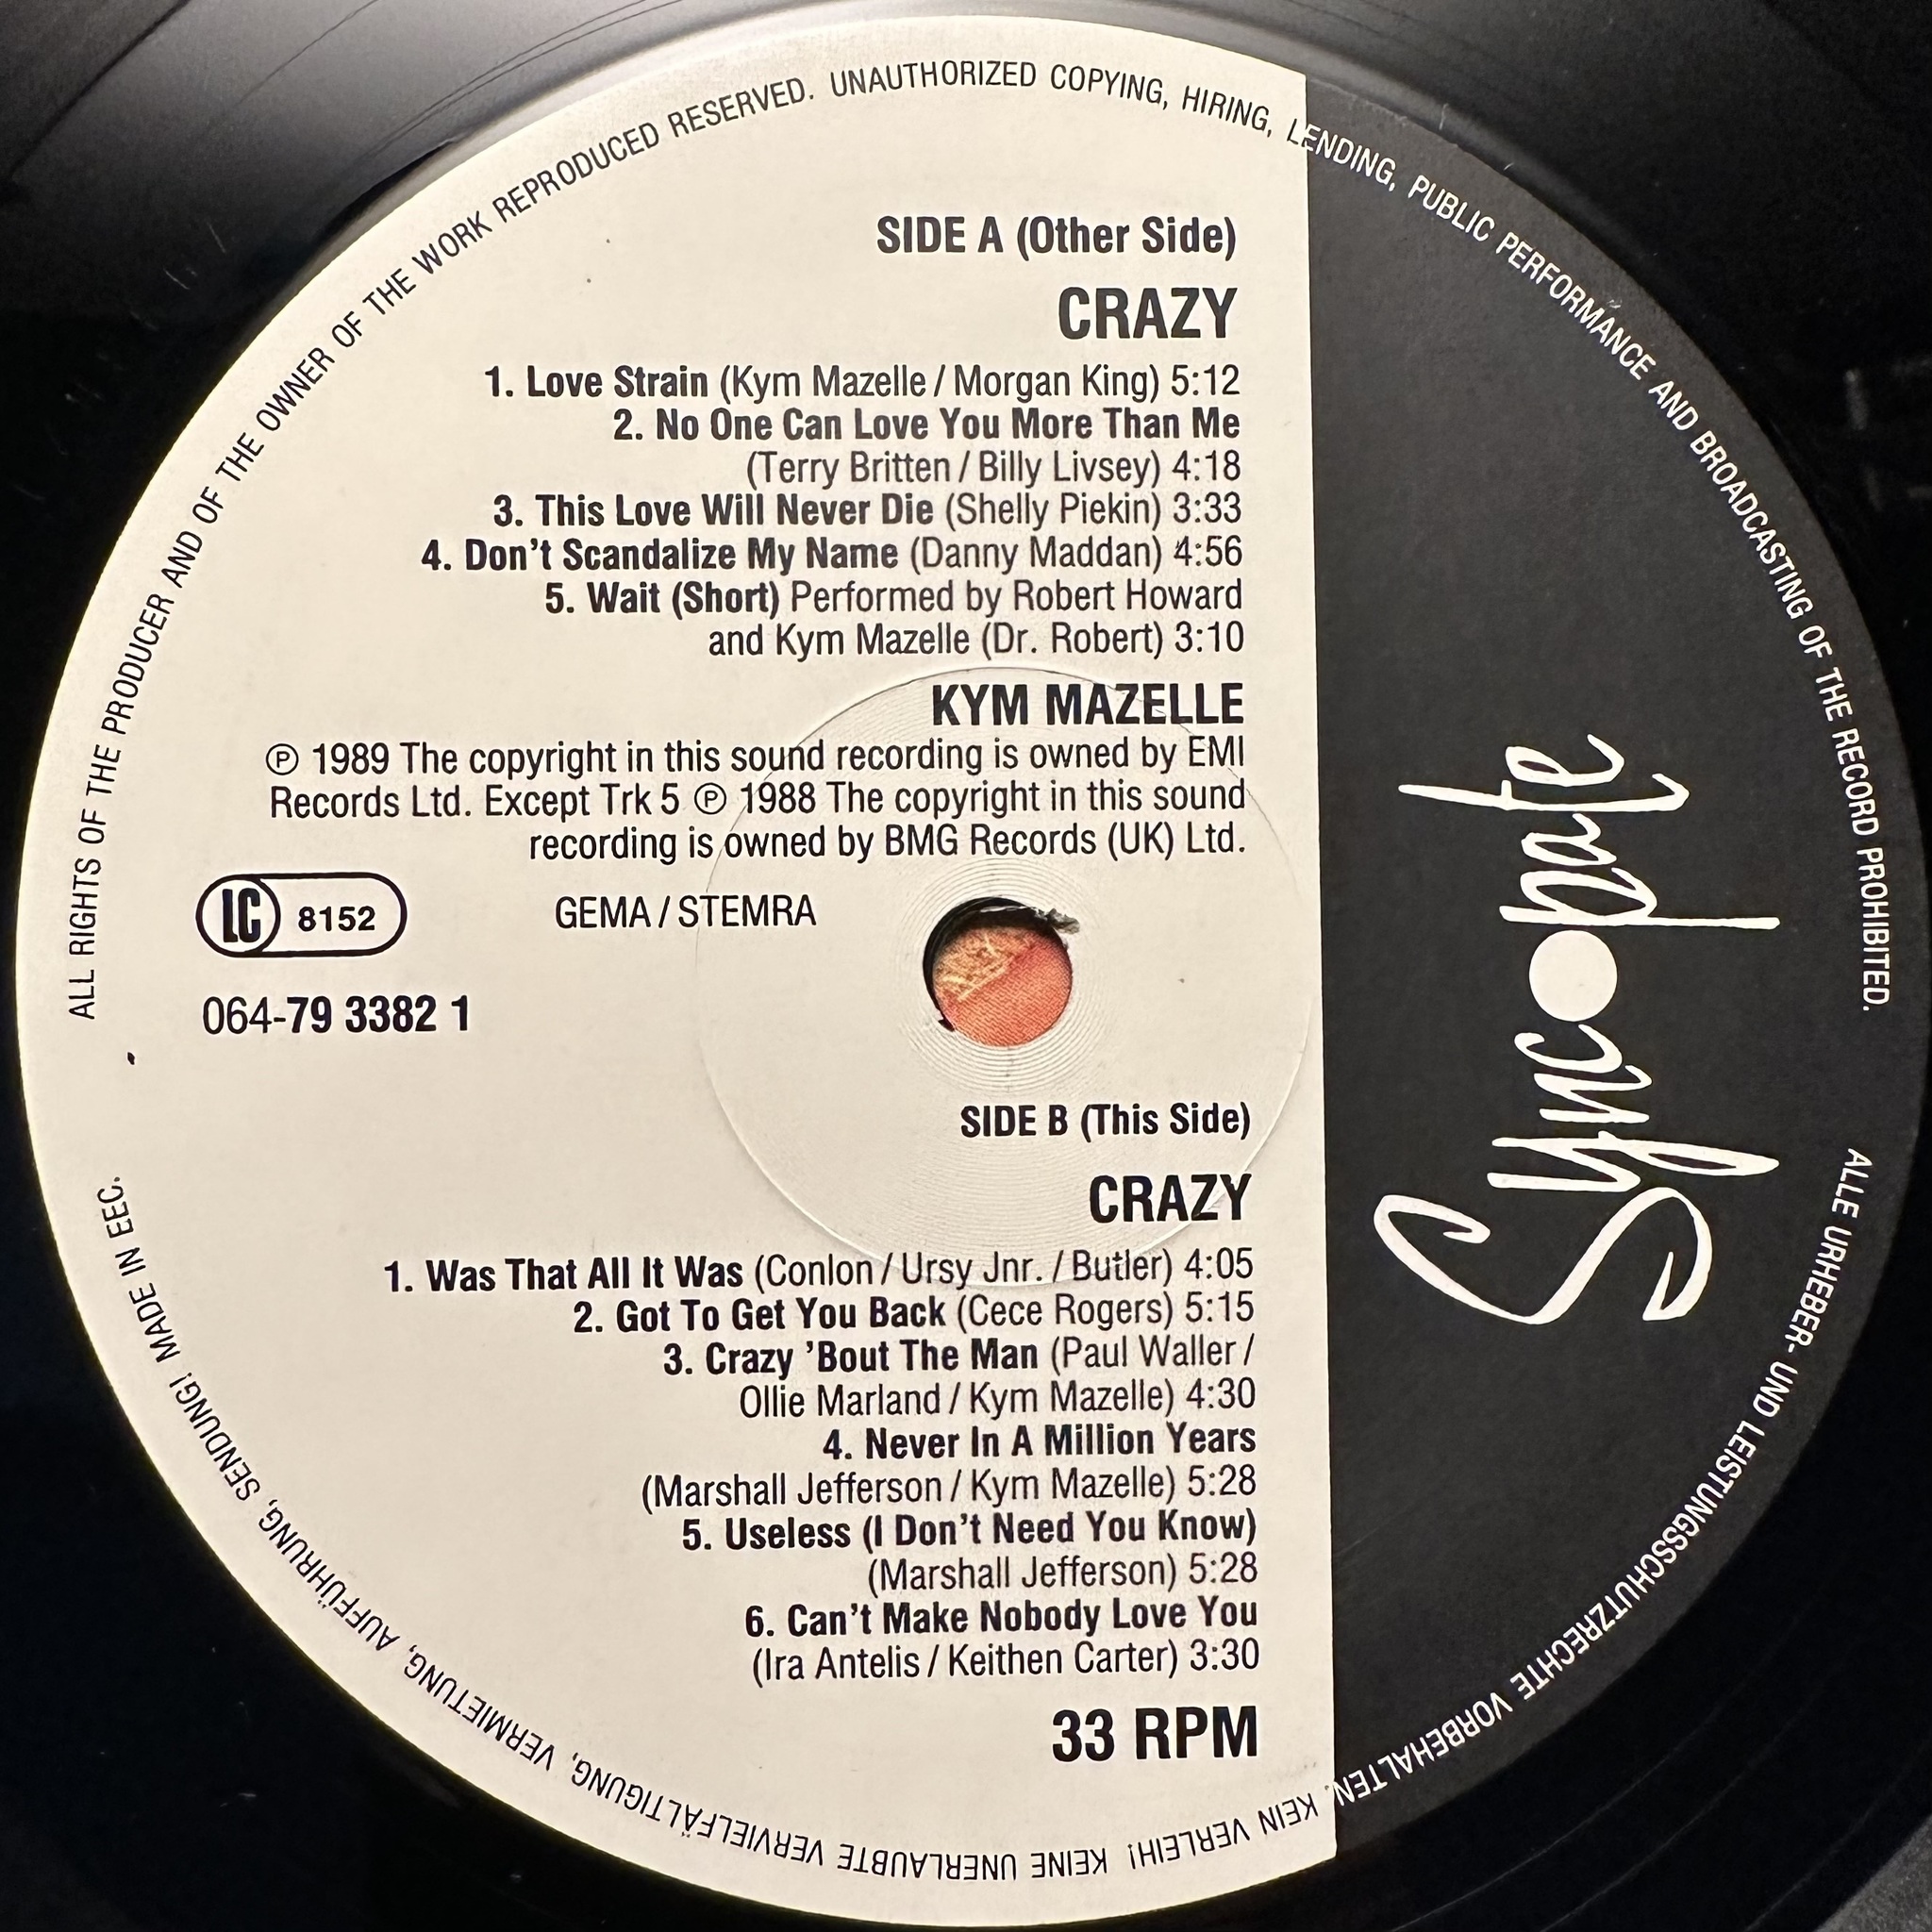 ALL RIGHTS OF THE PRODUCER AND OF THE OWNER OF THE WORK REPRODUCED RESERVED. UNAUTHORIZED COPYING, HIRING, LENDING, PUBLIC PERFORMANCE AND BROADCASTING OF THE RECORD PROHIBITED.
SIDE A (Other Side)
CRAZY
1. Love Strain (Kym Mazelle / Morgan King) 5:12
2. No One Can Love You More Than Me
(Terry Britten / Billy Livsey) 4:18
3. This Love Will Never Die (Shelly Piekin) 3:33
4. Don’t Scandalize My Name (Danny Maddan) 4:56
5. Wait (Short) Performed by Robert Howard
and Kym Mazelle (Dr. Robert) 3:10
KYM MAZELLE
℗ 1989 The copyright in this sound recording is owned by EMI
Records Ltd. Except Trk 5 ℗ 1988 The copyright in this sound
recording is owned by BMG Records (UK) Ltd.
LC 8152
GEMA / STEMRA
064-79 3382 1
SIDE B (This Side)
CRAZY
1. Was That All It Was (Conlon / Ursy Jnr. / Butler) 4:05
2. Got To Get You Back (Cece Rogers) 5:15
3. Crazy ’Bout The Man (Paul Waller /
Ollie Marland / Kym Mazelle) 4:30
4. Never In A Million Years
(Marshall Jefferson / Kym Mazelle) 5:28
5. Useless (I Don’t Need You Know)
(Marshall Jefferson) 5:28
6. Can’t Make Nobody Love You
(Ira Antelis / Keithen Carter) 3:30
33 RPM
Syncopate
ALLE URHEBER- UND LEISTUNGSSCHUTZRECHTE VORBEHALTEN. KEIN VERLEIH! KEINE UNERLAUBTE VERVIELFÄLTIGUNG, VERMIETUNG, AUFFÜHRUNG, SENDUNG! MADE IN EEC.